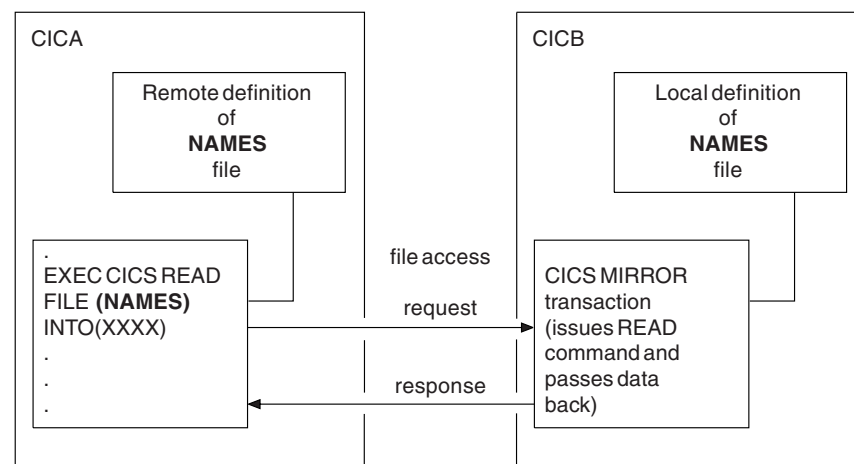 CICA
Remote definition
of
NAMES
file
.
EXEC CICS READ
FILE (NAMES)
INTO(XXXX)
.
.
.
file access
request
response
CICB
Local definition
of
NAMES
file
CICS MIRROR
transaction
(issues READ
command and
passes data
back)